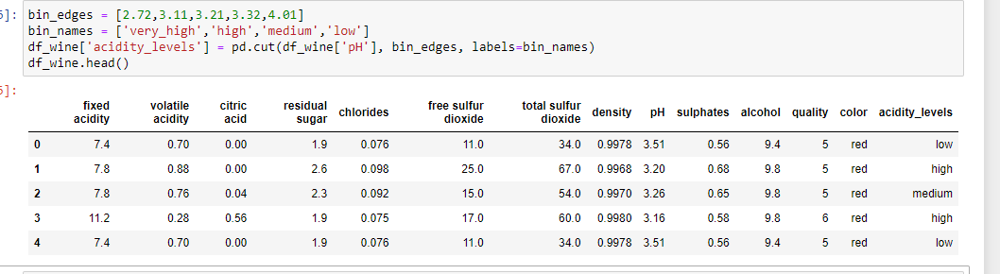 5]: bin_edges = [2.72,3.11,3.21,3.32,4.01]
bin_names = ['very_high','high','medium','low']
df_wine['acidity_levels'] = pd.cut(df_wine['pH'], bin_edges, labels=bin_names)
df_wine.head()
5]:
fixed acidity volatile acidity citric acid residual sugar chlorides free sulfur dioxide total sulfur dioxide density pH sulphates alcohol quality color acidity_levels
0 7.4 0.70 0.00 1.9 0.076 11.0 34.0 0.9978 3.51 0.56 9.4 5 red low
1 7.8 0.88 0.00 2.6 0.098 25.0 67.0 0.9968 3.20 0.68 9.8 5 red high
2 7.8 0.76 0.04 2.3 0.092 15.0 54.0 0.9970 3.26 0.65 9.8 5 red medium
3 11.2 0.28 0.56 1.9 0.075 17.0 60.0 0.9980 3.16 0.58 9.8 6 red high
4 7.4 0.70 0.00 1.9 0.076 11.0 34.0 0.9978 3.51 0.56 9.4 5 red low